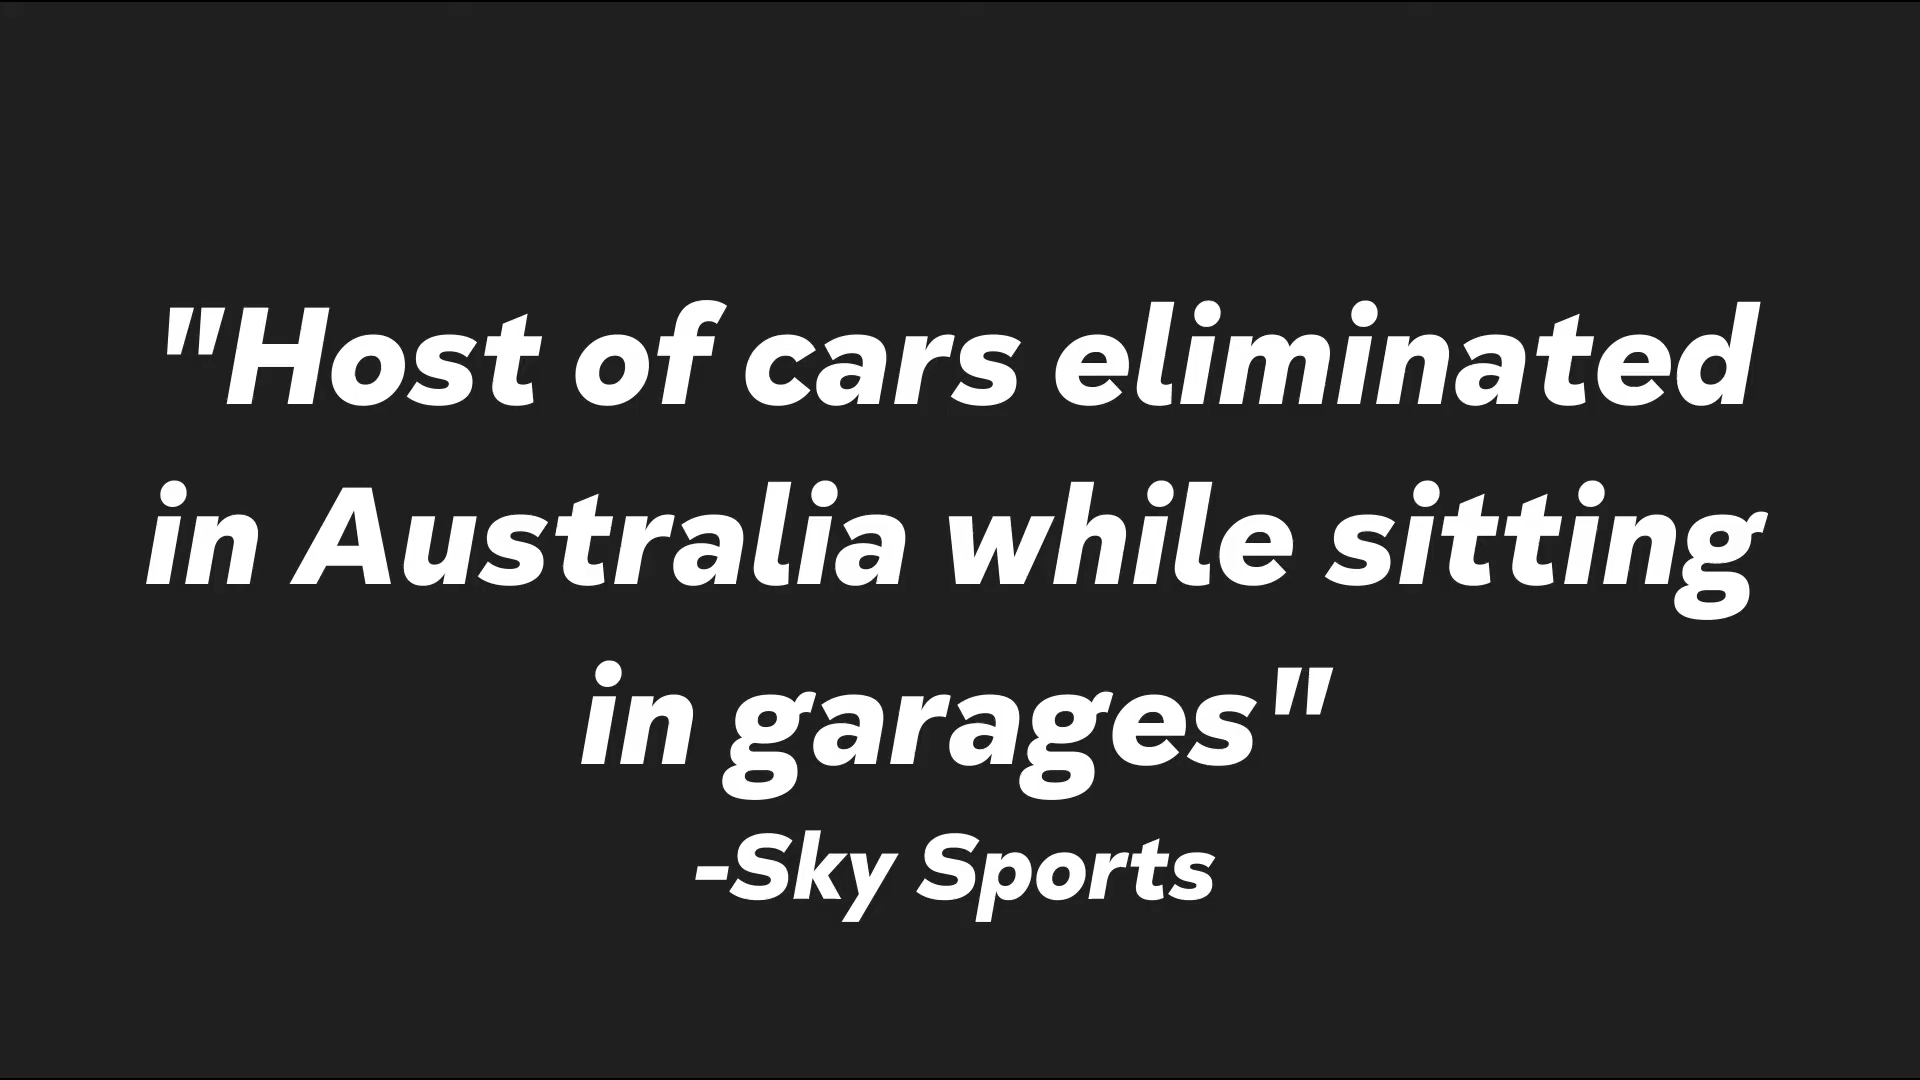 "Host of cars eliminated
in Australia while sitting
in garages"
-Sky Sports